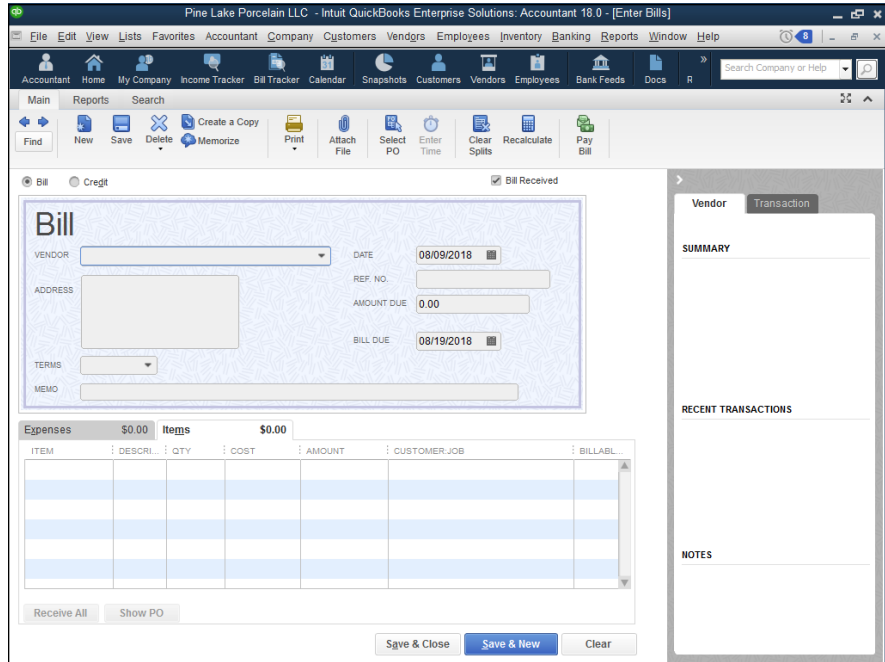 Pine Lake Porcelain LLC - Intuit QuickBooks Enterprise Solutions: Accountant 18.0 - [Enter Bills]
File Edit View Lists Favorites Accountant Company Customers Vendors Employees Inventory Banking Reports Window Help 8
Accountant Home My Company Income Tracker Bill Tracker Calendar Snapshots Customers Vendors Employees Bank Feeds Docs R » Search Company or Help
Main Reports Search
Find New Save Delete Create a Copy Memorize Print Attach File Select PO Enter Time Clear Splits Recalculate Pay Bill
Bill Credit Bill Received
Bill
VENDOR DATE 08/09/2018
ADDRESS REF. NO.
AMOUNT DUE 0.00
BILL DUE 08/19/2018
TERMS
MEMO
Expenses $0.00 Items $0.00
ITEM DESCRI... QTY COST AMOUNT CUSTOMER:JOB BILLABL...
Receive All Show PO
Save & Close Save & New Clear
Vendor Transaction
SUMMARY
RECENT TRANSACTIONS
NOTES